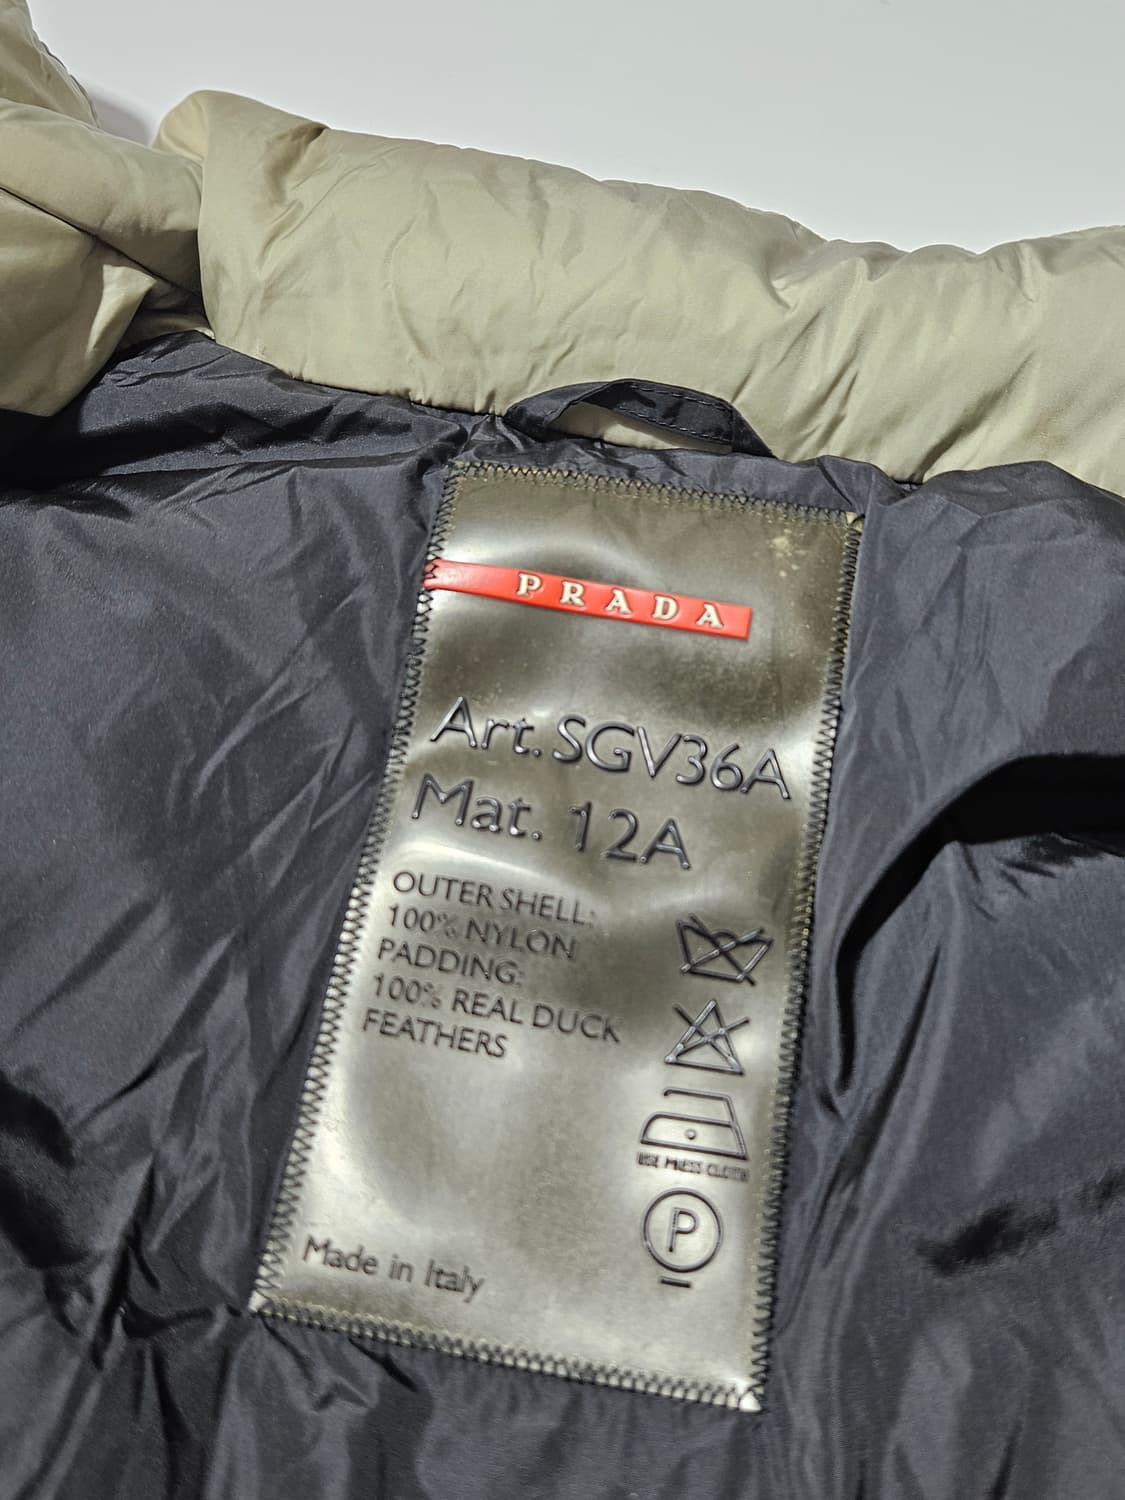 PRADA
Art. SGV36A
Mat. 12A
OUTER SHELL:
100% NYLON
PADDING:
100% REAL DUCK
FEATHERS
USE PRESS CLOTH
P
Made in Italy